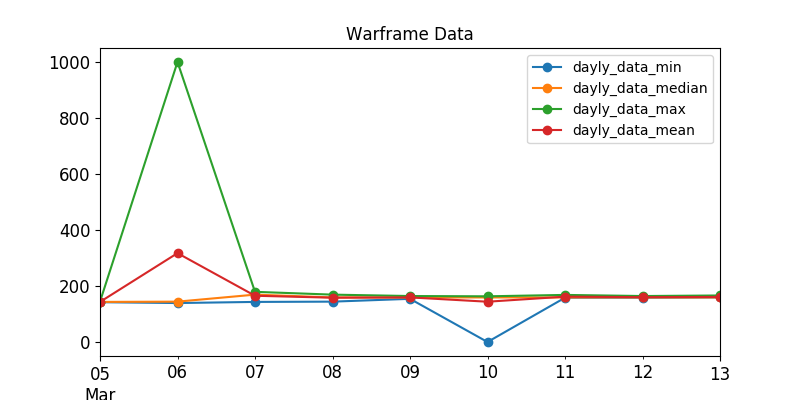 Warframe Data
dayly_data_min
dayly_data_median
dayly_data_max
dayly_data_mean
1000
800
600
400
200
0
05 06 07 08 09 10 11 12 13
Mar